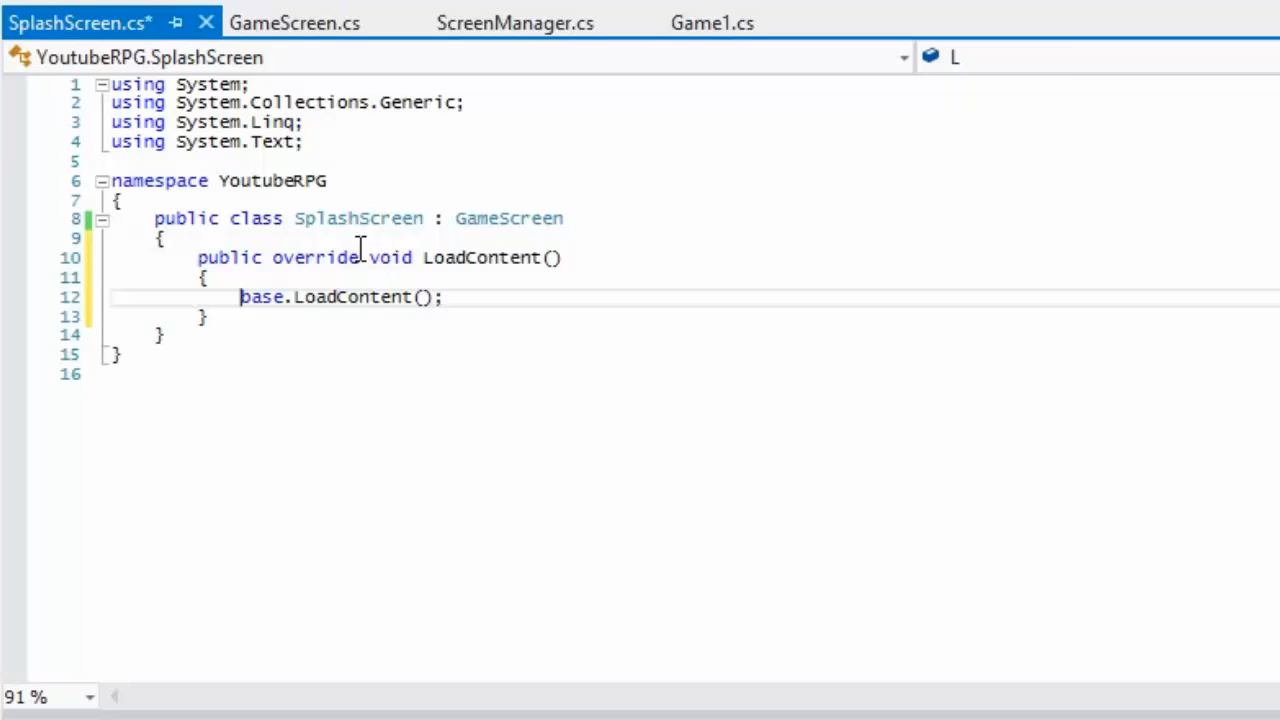 SplashScreen.cs* GameScreen.cs ScreenManager.cs Game1.cs
YoutubeRPG.SplashScreen L
1 using System;
2 using System.Collections.Generic;
3 using System.Linq;
4 using System.Text;
5
6 namespace YoutubeRPG
7 {
8 public class SplashScreen : GameScreen
9 {
10 public override void LoadContent()
11 {
12 base.LoadContent();
13 }
14 }
15 }
16
91 %